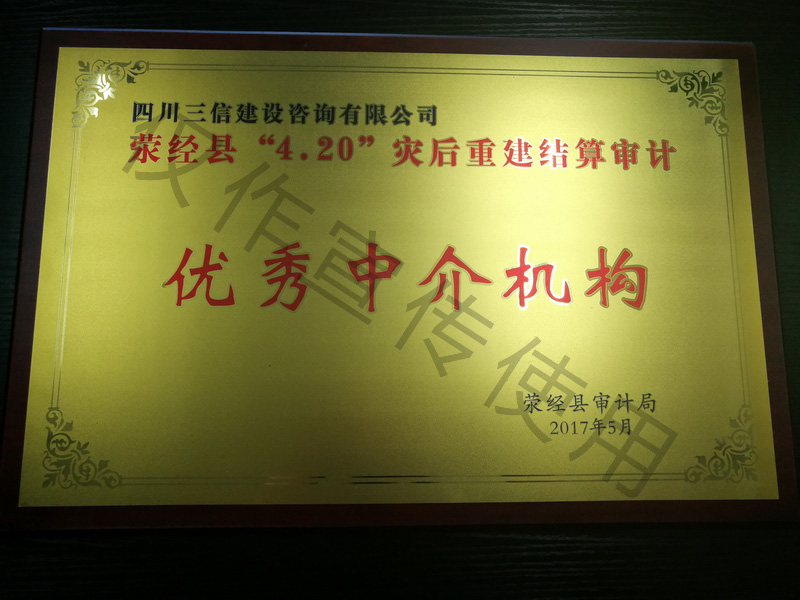 四川三信建设咨询有限公司
荥经县“4.20”灾后重建结算审计
优秀中介机构
荥经县审计局
2017年5月
仅作宣传使用